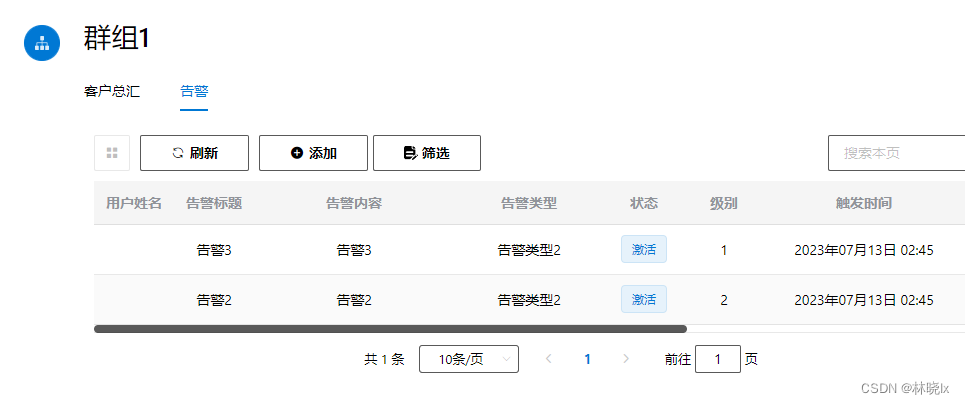 群组1
客户总汇 告警
刷新 添加 筛选 搜索本页
用户姓名 告警标题 告警内容 告警类型 状态 级别 触发时间
告警3 告警3 告警类型2 激活 1 2023年07月13日 02:45
告警2 告警2 告警类型2 激活 2 2023年07月13日 02:45
共 1 条 10条/页 1 前往 1 页
CSDN @林晓lx